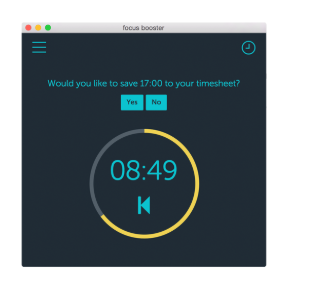 focus booster
Would you like to save 17:00 to your timesheet?
Yes No
08:49